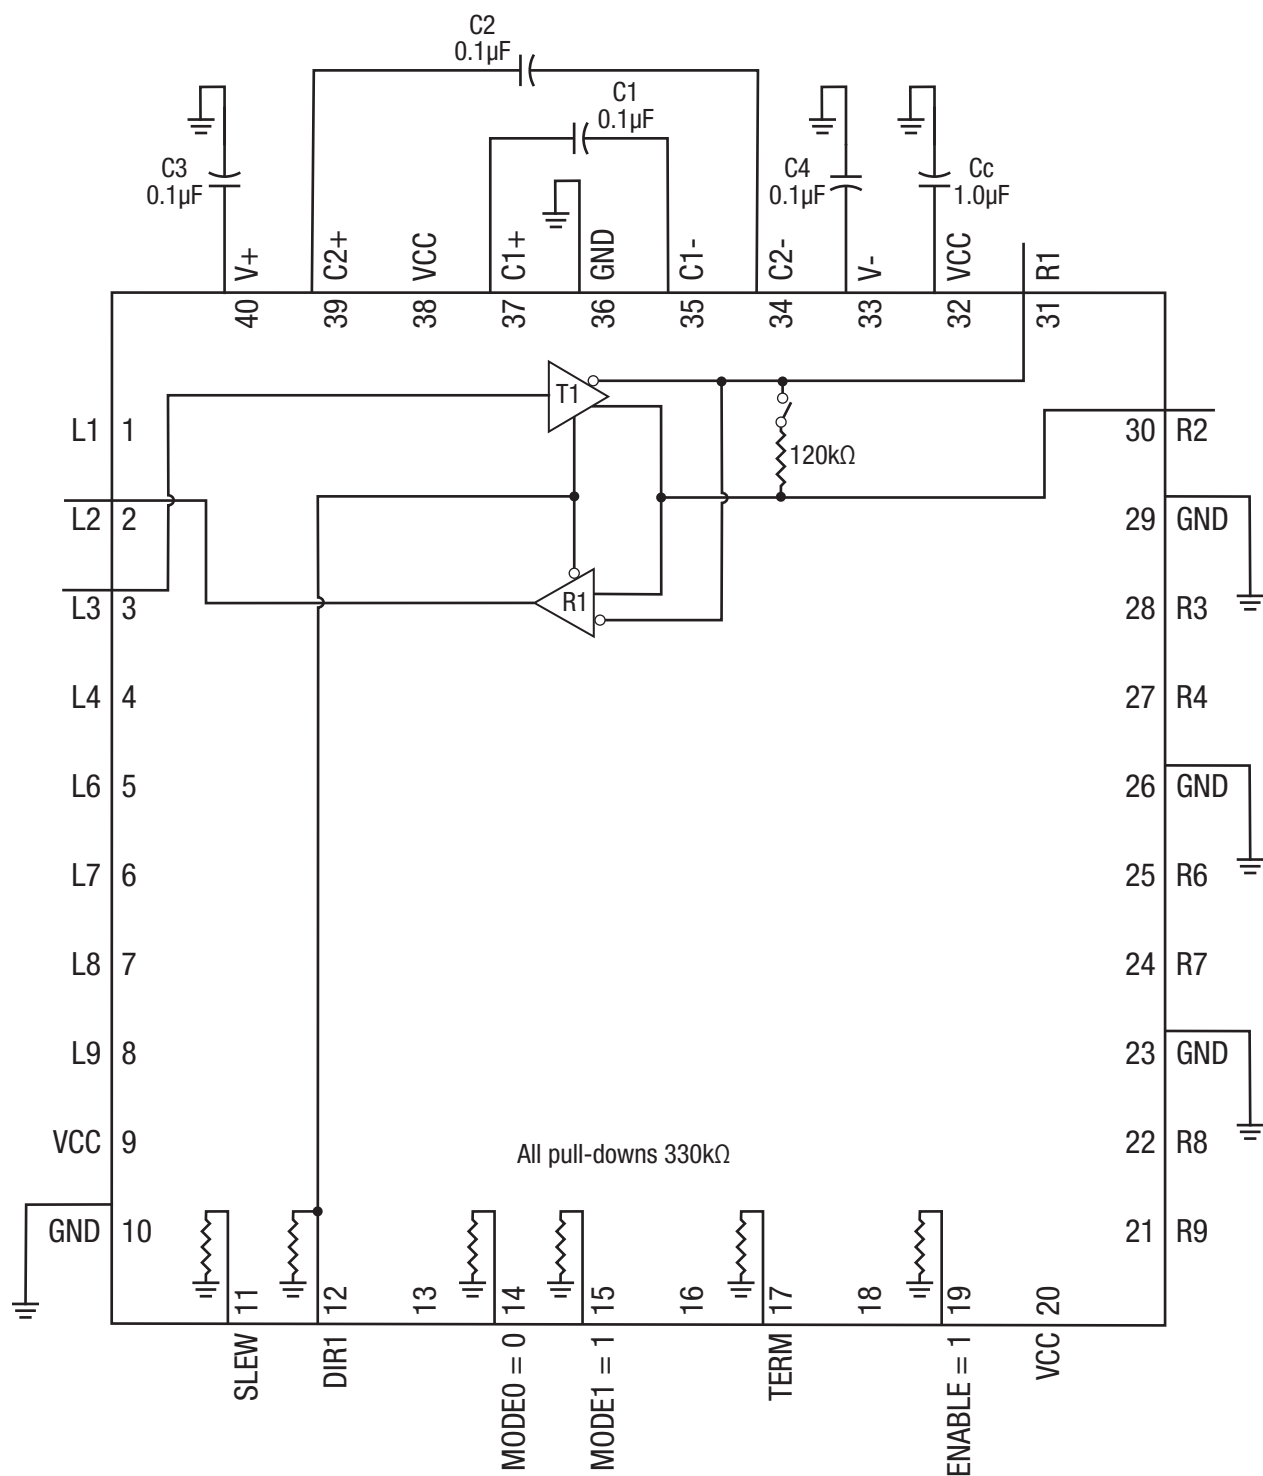 C2
0.1µF
C1
0.1µF
C3
0.1µF
C4
0.1µF
Cc
1.0µF
V+
C2+
VCC
C1+
GND
C1-
C2-
V-
VCC
R1
40
39
38
37
36
35
34
33
32
31
T1
120kΩ
R1
L1 1
L2 2
L3 3
L4 4
L6 5
L7 6
L8 7
L9 8
VCC 9
GND 10
30 R2
29 GND
28 R3
27 R4
26 GND
25 R6
24 R7
23 GND
22 R8
21 R9
All pull-downs 330kΩ
11
12
13
14
15
16
17
18
19
20
SLEW
DIR1
MODE0 = 0
MODE1 = 1
TERM
ENABLE = 1
VCC